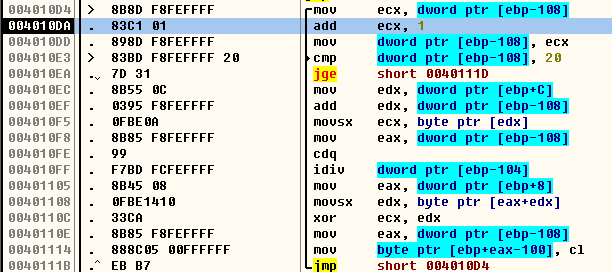 004010D4 > 8B8D F8FEFFFF mov ecx, dword ptr [ebp-108]
004010DA . 83C1 01 add ecx, 1
004010DD . 898D F8FEFFFF mov dword ptr [ebp-108], ecx
004010E3 > 83BD F8FEFFFF 20 cmp dword ptr [ebp-108], 20
004010EA .⌄ 7D 31 jge short 0040111D
004010EC . 8B55 0C mov edx, dword ptr [ebp+C]
004010EF . 0395 F8FEFFFF add edx, dword ptr [ebp-108]
004010F5 . 0FBE0A movsx ecx, byte ptr [edx]
004010F8 . 8B85 F8FEFFFF mov eax, dword ptr [ebp-108]
004010FE . 99 cdq
004010FF . F7BD FCFEFFFF idiv dword ptr [ebp-104]
00401105 . 8B45 08 mov eax, dword ptr [ebp+8]
00401108 . 0FBE1410 movsx edx, byte ptr [eax+edx]
0040110C . 33CA xor ecx, edx
0040110E . 8B85 F8FEFFFF mov eax, dword ptr [ebp-108]
00401114 . 888C05 00FFFFFF mov byte ptr [ebp+eax-100], cl
0040111B .^ EB B7 jmp short 004010D4